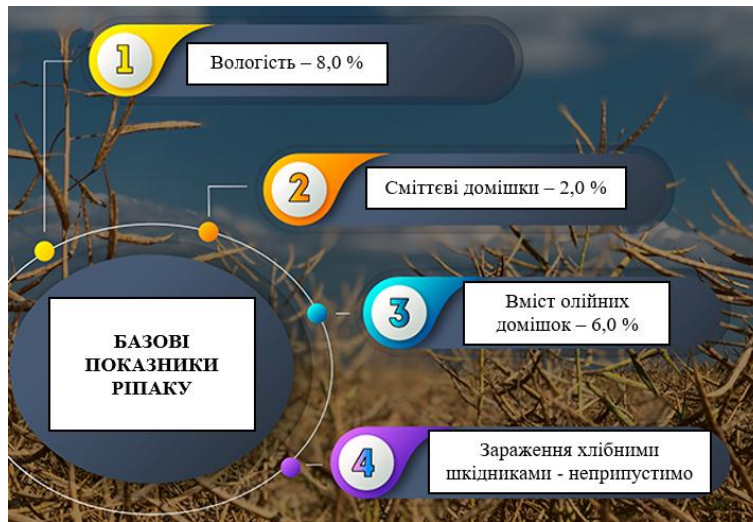 1
Вологість – 8,0 %
2
Сміттєві домішки – 2,0 %
3
Вміст олійних
домішок – 6,0 %
БАЗОВІ
ПОКАЗНИКИ
РІПАКУ
4
Зараження хлібними
шкідниками - неприпустимо